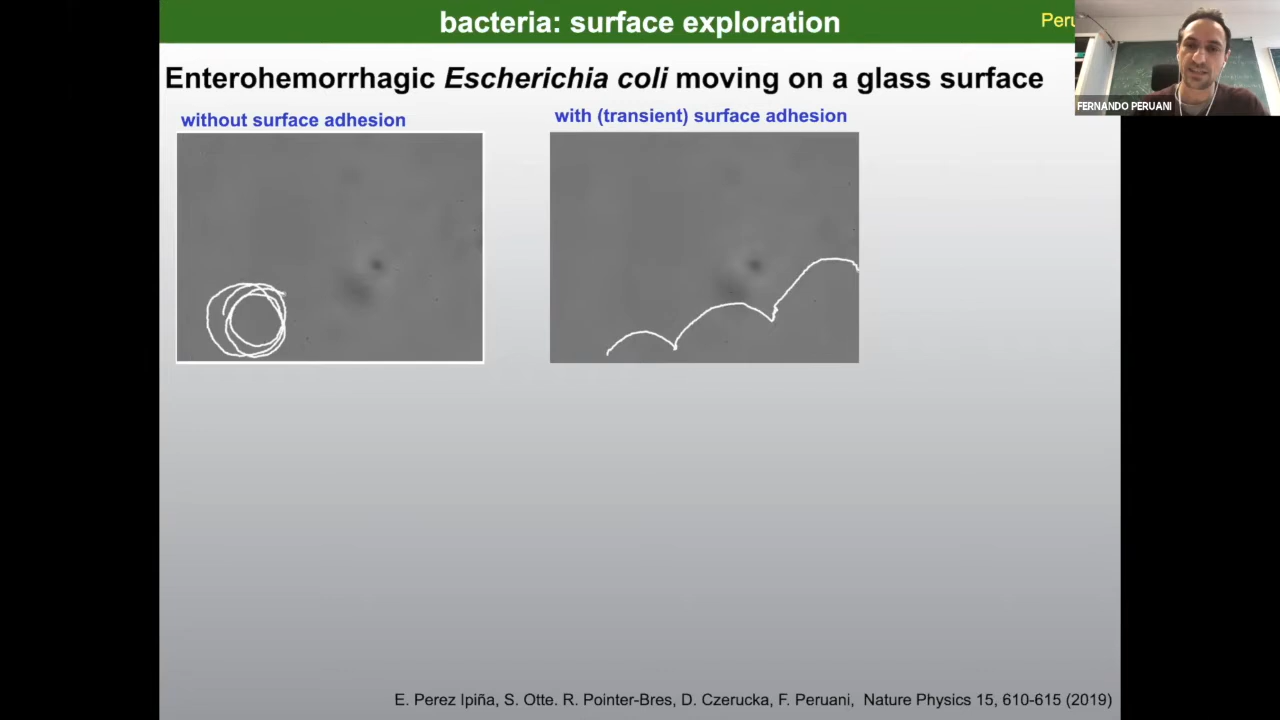 bacteria: surface exploration
Enterohemorrhagic Escherichia coli moving on a glass surface
FERNANDO PERUANI
without surface adhesion
with (transient) surface adhesion
E. Perez Ipiña, S. Otte. R. Pointer-Bres, D. Czerucka, F. Peruani, Nature Physics 15, 610-615 (2019)